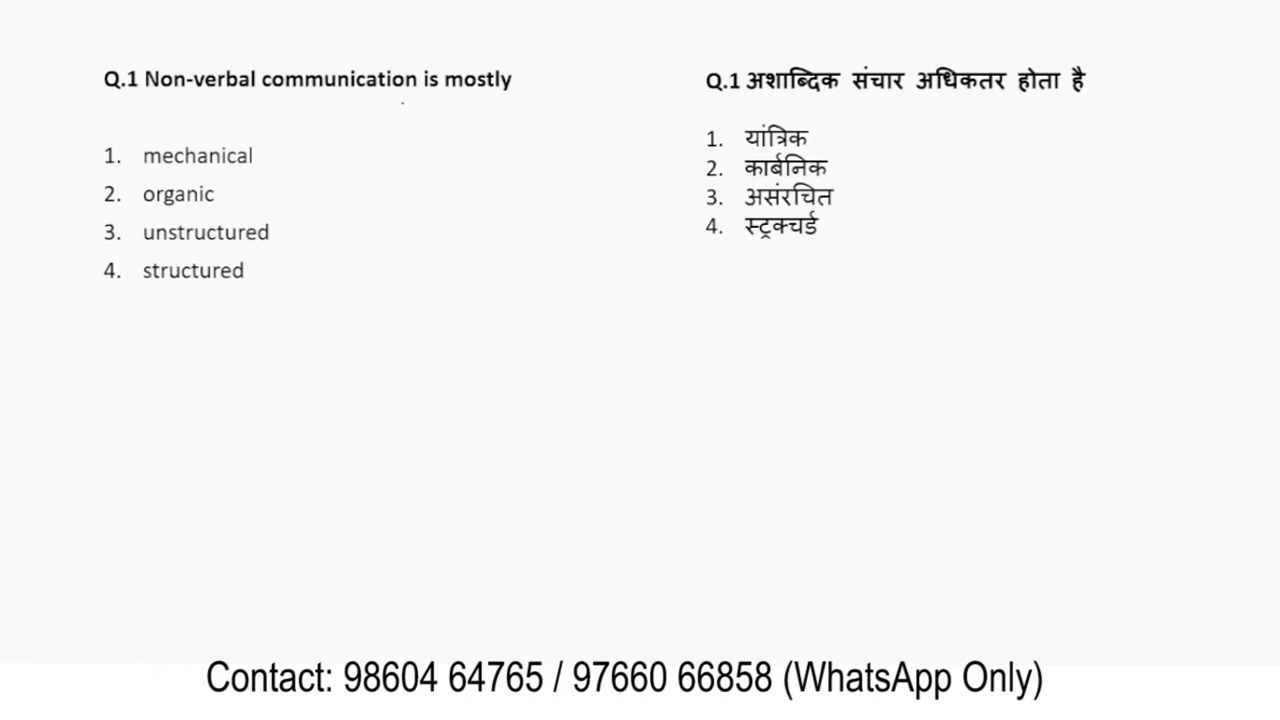 Q.1 Non-verbal communication is mostly
1. mechanical
2. organic
3. unstructured
4. structured
Q.1 अशाब्दिक संचार अधिकतर होता है
1. यांत्रिक
2. कार्बनिक
3. असंरचित
4. स्ट्रक्चर्ड
Contact: 98604 64765 / 97660 66858 (WhatsApp Only)